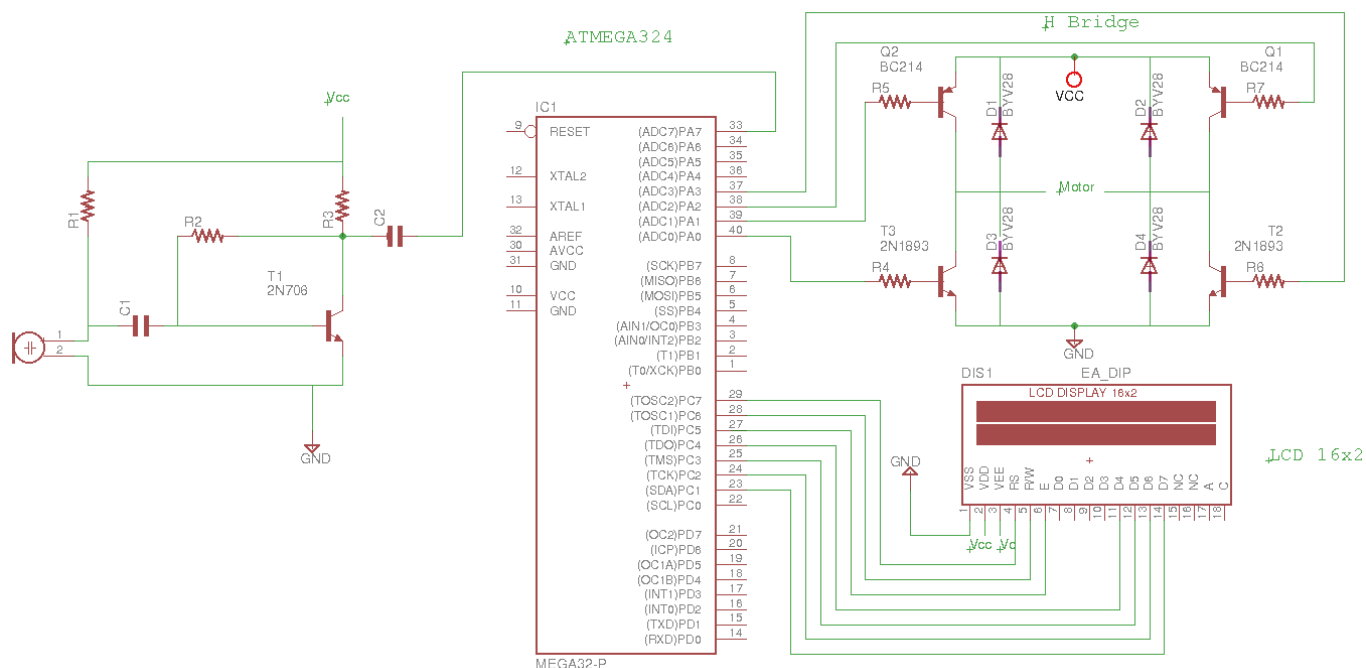 ATMEGA324
H Bridge
Vcc
R1
R2
R3
C1
C2
T1
2N706
1
2
GND
IC1
9 RESET
12 XTAL2
13 XTAL1
32 AREF
30 AVCC
31 GND
10 VCC
11 GND
(ADC7)PA7 33
(ADC6)PA6 34
(ADC5)PA5 35
(ADC4)PA4 36
(ADC3)PA3 37
(ADC2)PA2 38
(ADC1)PA1 39
(ADC0)PA0 40
(SCK)PB7 8
(MISO)PB6 7
(MOSI)PB5 6
(SS)PB4 5
(AIN1/OC0)PB3 4
(AIN0/INT2)PB2 3
(T1)PB1 2
(T0/XCK)PB0 1
(TOSC2)PC7 29
(TOSC1)PC6 28
(TDI)PC5 27
(TDO)PC4 26
(TMS)PC3 25
(TCK)PC2 24
(SDA)PC1 23
(SCL)PC0 22
(OC2)PD7 21
(ICP)PD6 20
(OC1A)PD5 19
(OC1B)PD4 18
(INT1)PD3 17
(INT0)PD2 16
(TXD)PD1 15
(RXD)PD0 14
MEGA32-P
Q2
BC214
R5
VCC
Q1
BC214
R7
D1
BYV28
D2
BYV28
Motor
T3
2N1893
R4
D3
BYV28
D4
BYV28
T2
2N1893
R6
GND
DIS1 EA_DIP
LCD DISPLAY 16x2
LCD 16x2
GND
VSS VDD VEE RS R/W E D0 D1 D2 D3 D4 D5 D6 D7 NC NC A C
1 2 3 4 5 6 7 8 9 10 11 12 13 14 15 16 17 18
Vcc Vc